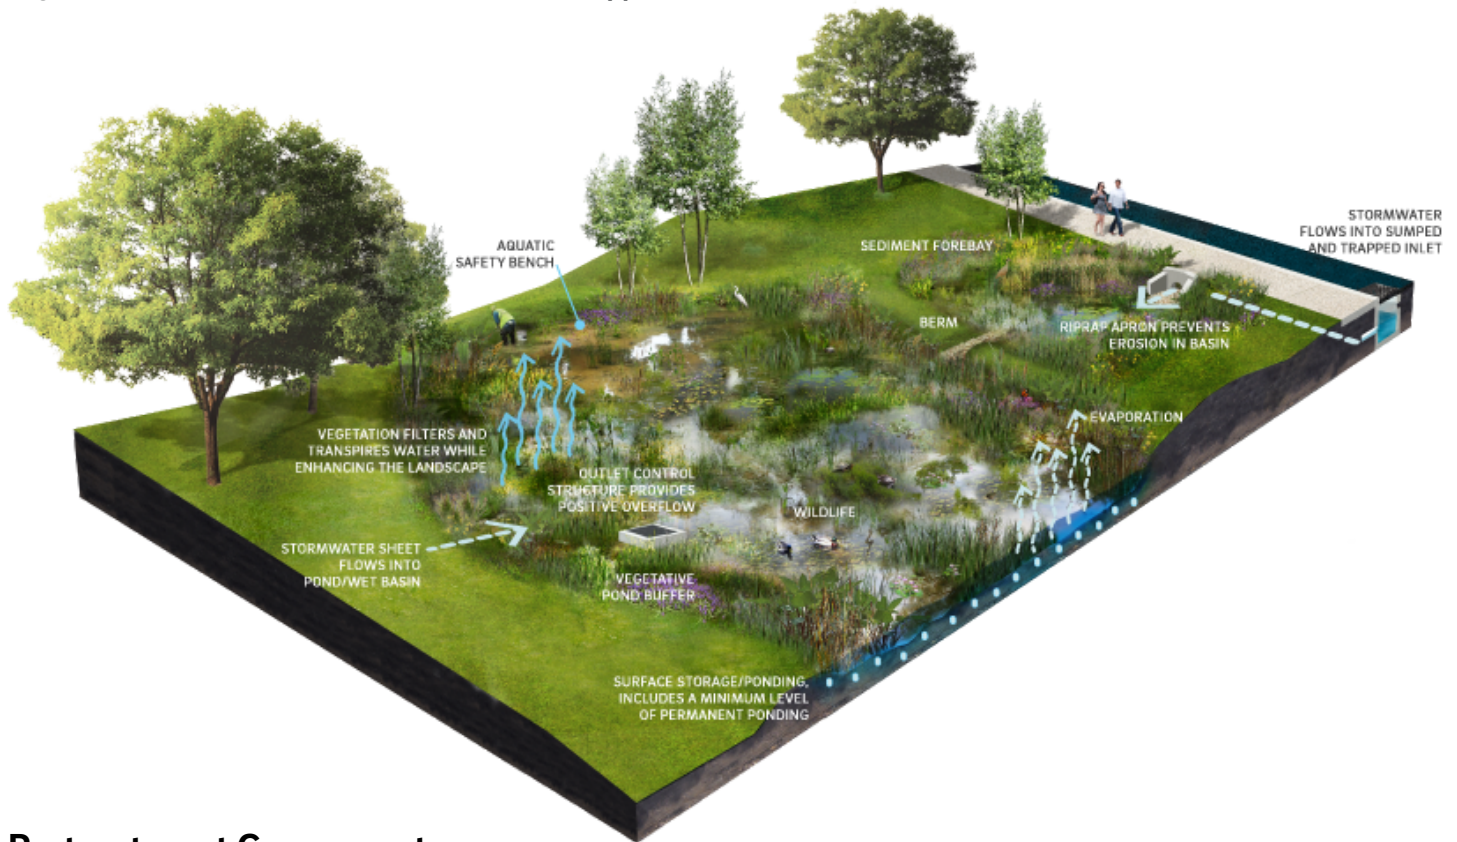 AQUATIC
SAFETY BENCH
SEDIMENT FOREBAY
STORMWATER
FLOWS INTO SUMPED
AND TRAPPED INLET
BERM
RIPRAP APRON PREVENTS
EROSION IN BASIN
EVAPORATION
VEGETATION FILTERS AND
TRANSPIRES WATER WHILE
ENHANCING THE LANDSCAPE
OUTLET CONTROL
STRUCTURE PROVIDES
POSITIVE OVERFLOW
WILDLIFE
STORMWATER SHEET
FLOWS INTO
POND/WET BASIN
VEGETATIVE
POND BUFFER
SURFACE STORAGE/PONDING,
INCLUDES A MINIMUM LEVEL
OF PERMANENT PONDING